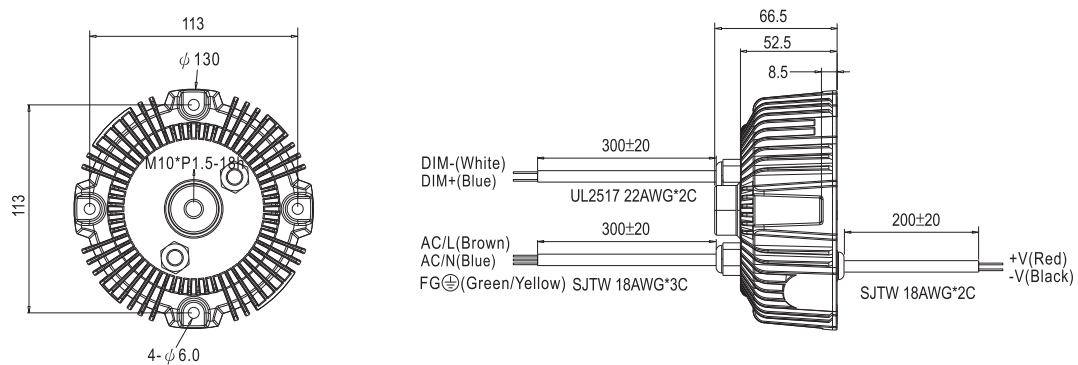 113
ϕ130
113
M10*P1.5-18h
4-ϕ6.0
66.5
52.5
8.5
300±20
DIM-(White)
DIM+(Blue)
UL2517 22AWG*2C
300±20
AC/L(Brown)
AC/N(Blue)
FG⏚(Green/Yellow) SJTW 18AWG*3C
200±20
+V(Red)
-V(Black)
SJTW 18AWG*2C